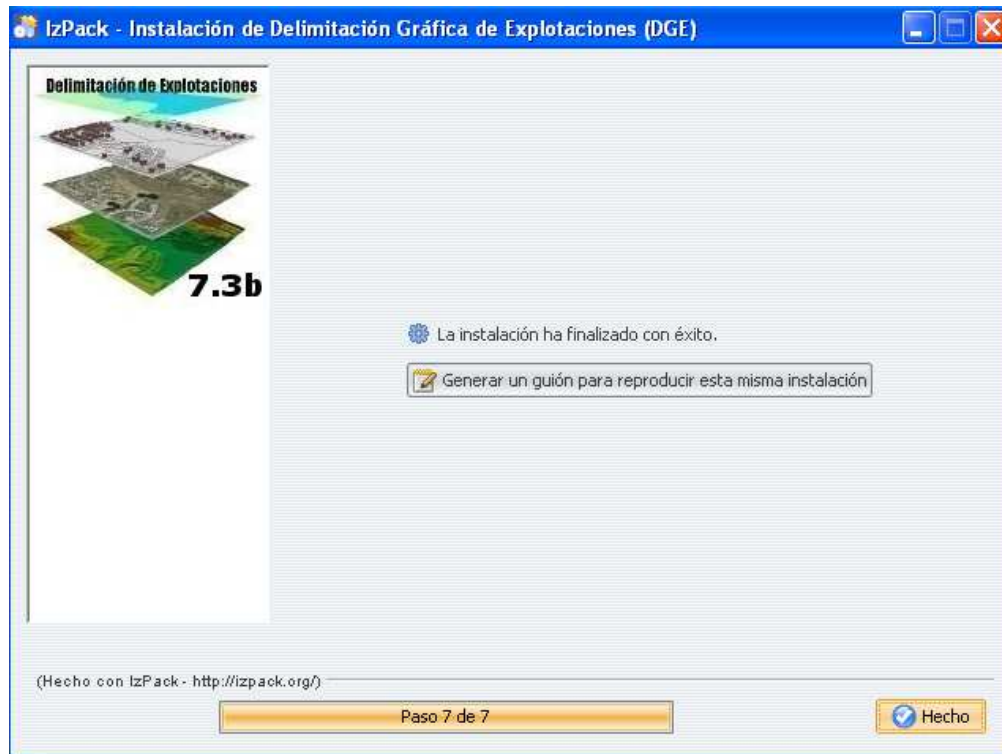 IzPack - Instalación de Delimitación Gráfica de Explotaciones (DGE)
Delimitación de Explotaciones
7.3b
La instalación ha finalizado con éxito.
Generar un guión para reproducir esta misma instalación
(Hecho con IzPack - http://izpack.org/)
Paso 7 de 7
Hecho